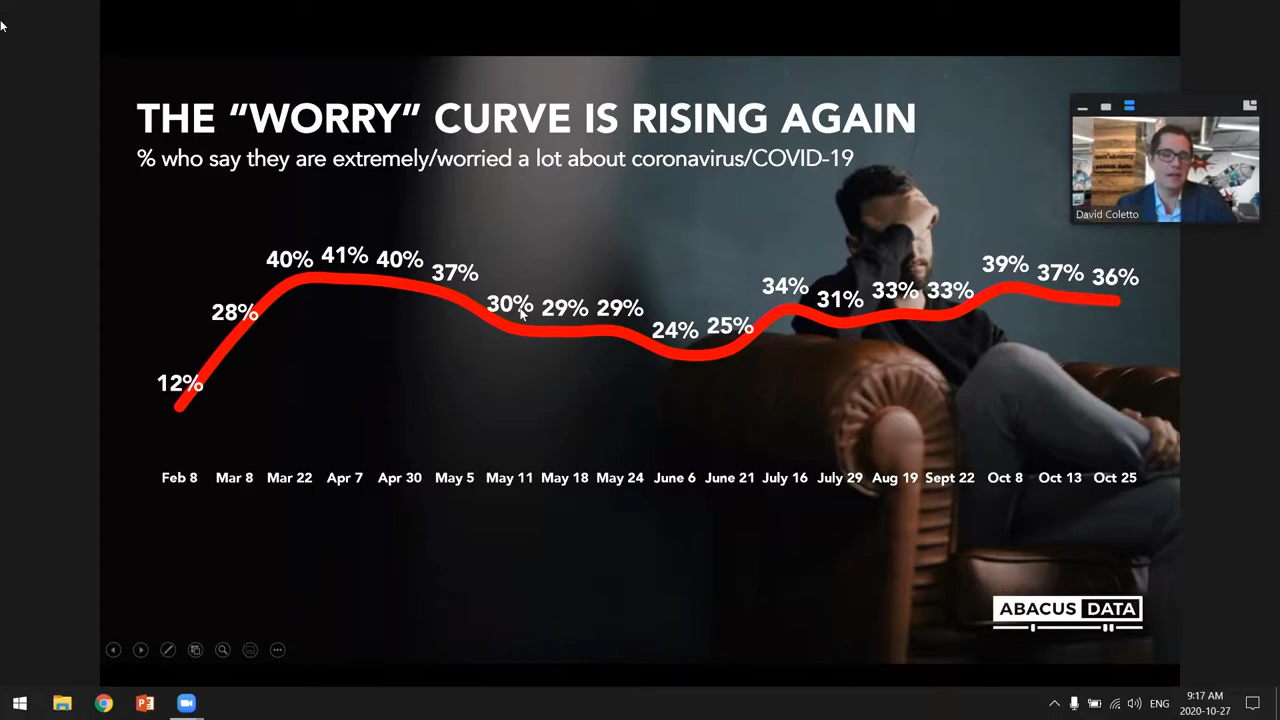 THE “WORRY” CURVE IS RISING AGAIN
% who say they are extremely/worried a lot about coronavirus/COVID-19
David Coletto
12%
28%
40%
41%
40%
37%
30%
29%
29%
24%
25%
34%
31%
33%
33%
39%
37%
36%
Feb 8 Mar 8 Mar 22 Apr 7 Apr 30 May 5 May 11 May 18 May 24 June 6 June 21 July 16 July 29 Aug 19 Sept 22 Oct 8 Oct 13 Oct 25
ABACUS DATA
ENG
9:17 AM
2020-10-27